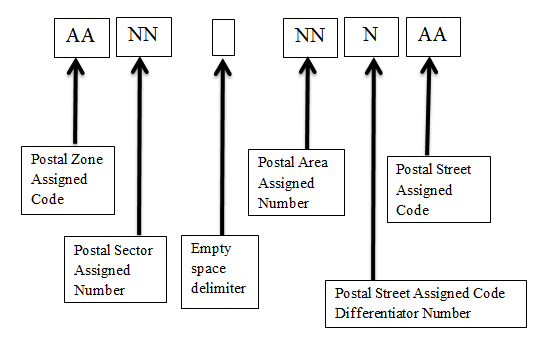 AA NN NN N AA
Postal Zone
Assigned
Code
Postal Area
Assigned
Number
Postal Street
Assigned
Code
Postal Sector
Assigned
Number
Empty
space
delimiter
Postal Street Assigned Code
Differentiator Number